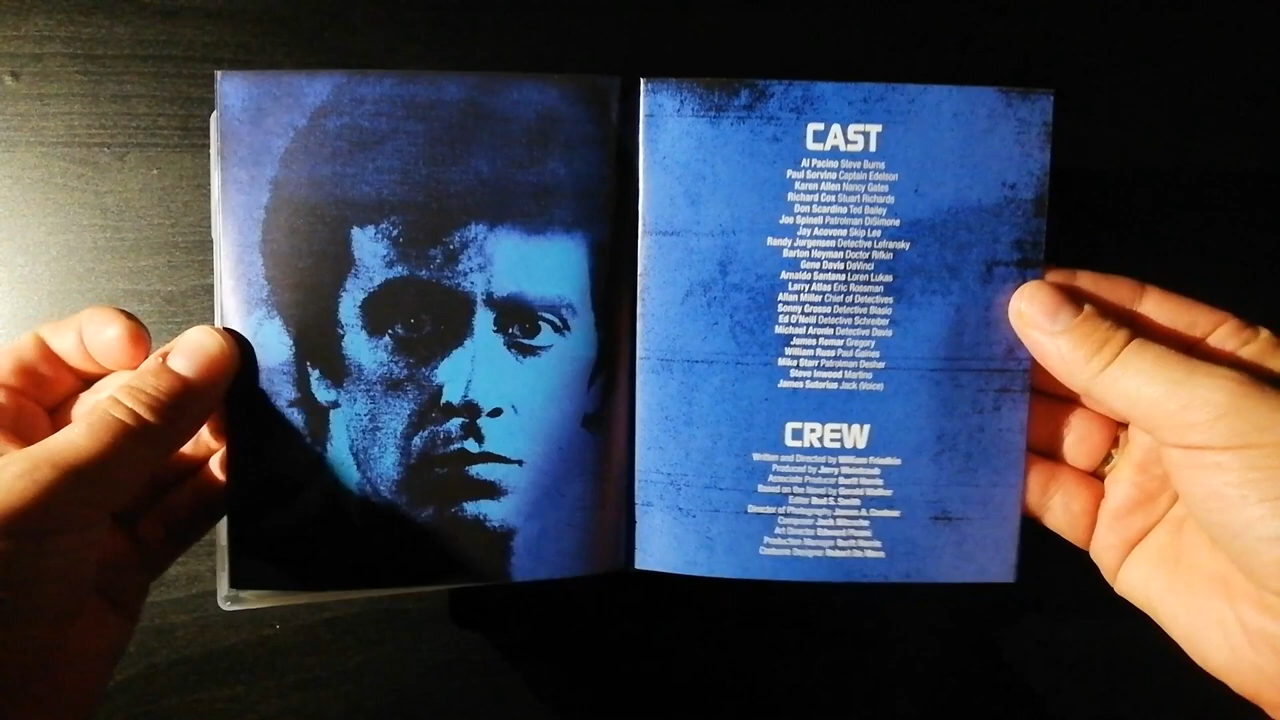 CAST
Al Pacino Steve Burns
Paul Sorvino Captain Edelson
Karen Allen Nancy Gates
Richard Cox Stuart Richards
Don Scardino Ted Bailey
Joe Spinell Patrolman DiSimone
Jay Acovone Skip Lee
Randy Jurgensen Detective Lefransky
Barton Heyman Doctor Rifkin
Gene Davis DaVinci
Arnaldo Santana Loren Lukas
Larry Atlas Eric Rossman
Allan Miller Chief of Detectives
Sonny Grosso Detective Blasio
Ed O'Neill Detective Schreiber
Michael Aronin Detective Davis
James Remar Gregory
William Russ Paul Gaines
Mike Starr Patrolman Desher
Steve Inwood Martino
James Sutorius Jack (Voice)
CREW
Written and Directed by William Friedkin
Produced by Jerry Weintraub
Associate Producer Burtt Harris
Based on the Novel by Gerald Walker
Editor Bud S. Smith
Director of Photography James A. Contner
Composer Jack Nitzsche
Art Director
Production
Costume Designer Robert De Mora